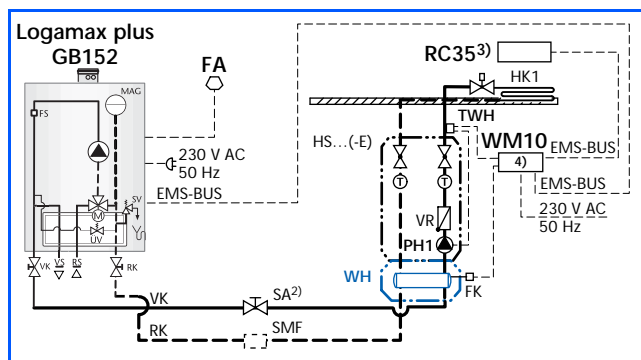 Logamax plus
GB152
FA
RC35³⁾
HK1
MAG
FS
TWH
HS...(-E)
WM10
230 V AC
50 Hz
EMS-BUS
4)
EMS-BUS
EMS-BUS
T
T
230 V AC
50 Hz
SV
M
ÜV
VR
PH1
VK
VS
RS
RK
WH
FK
VK
SA²⁾
RK
SMF